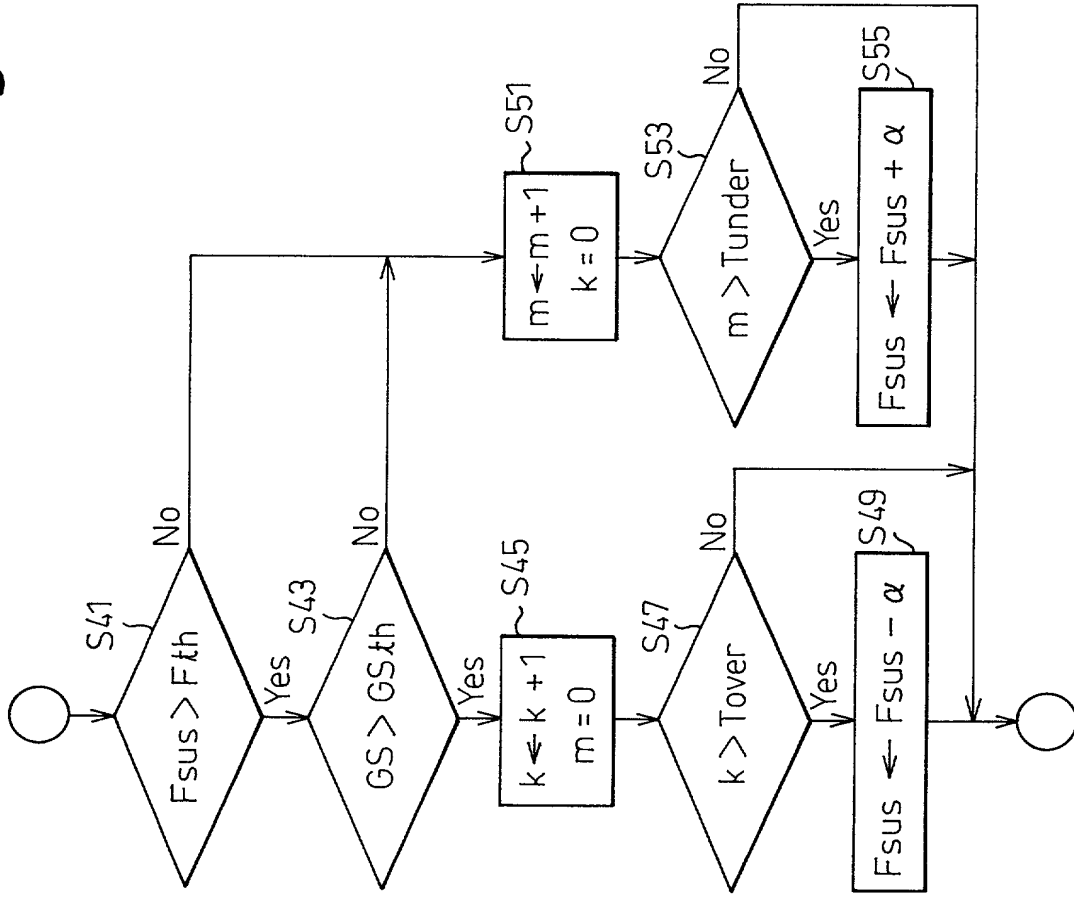 S41
Fsus > Fth
No
Yes
S43
GS > GSth
No
Yes
S45
k ← k + 1
m = 0
S47
k > Tover
No
Yes
S49
Fsus ← Fsus − α
S51
m ← m + 1
k = 0
S53
m > Tunder
No
Yes
S55
Fsus ← Fsus + α